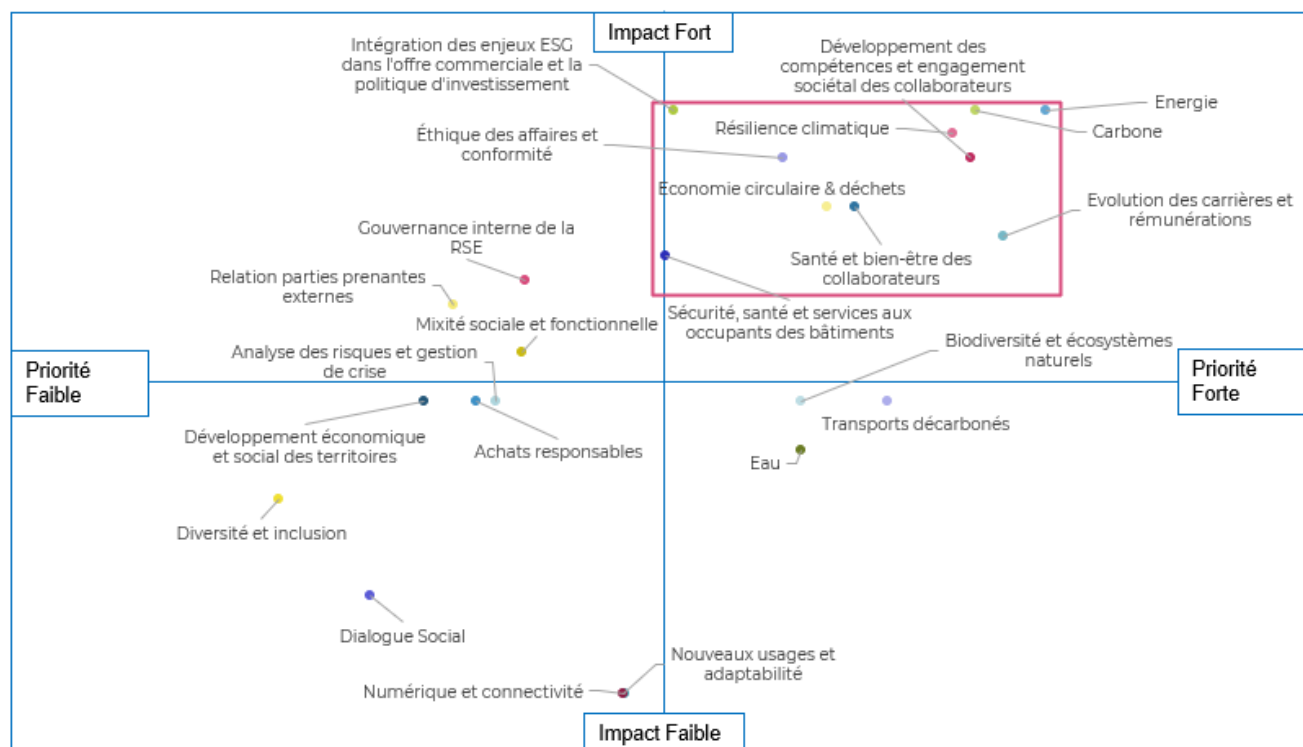 Impact Fort
Intégration des enjeux ESG
dans l'offre commerciale et la
politique d'investissement
Développement des
compétences et engagement
sociétal des collaborateurs
Energie
Carbone
Résilience climatique
Éthique des affaires et
conformité
Economie circulaire & déchets
Evolution des carrières et
rémunérations
Gouvernance interne de la
RSE
Santé et bien-être des
collaborateurs
Relation parties prenantes
externes
Sécurité, santé et services aux
occupants des bâtiments
Mixité sociale et fonctionnelle
Biodiversité et écosystèmes
naturels
Analyse des risques et gestion
de crise
Priorité
Faible
Priorité
Forte
Transports décarbonés
Développement économique
et social des territoires
Achats responsables
Eau
Diversité et inclusion
Dialogue Social
Nouveaux usages et
adaptabilité
Numérique et connectivité
Impact Faible